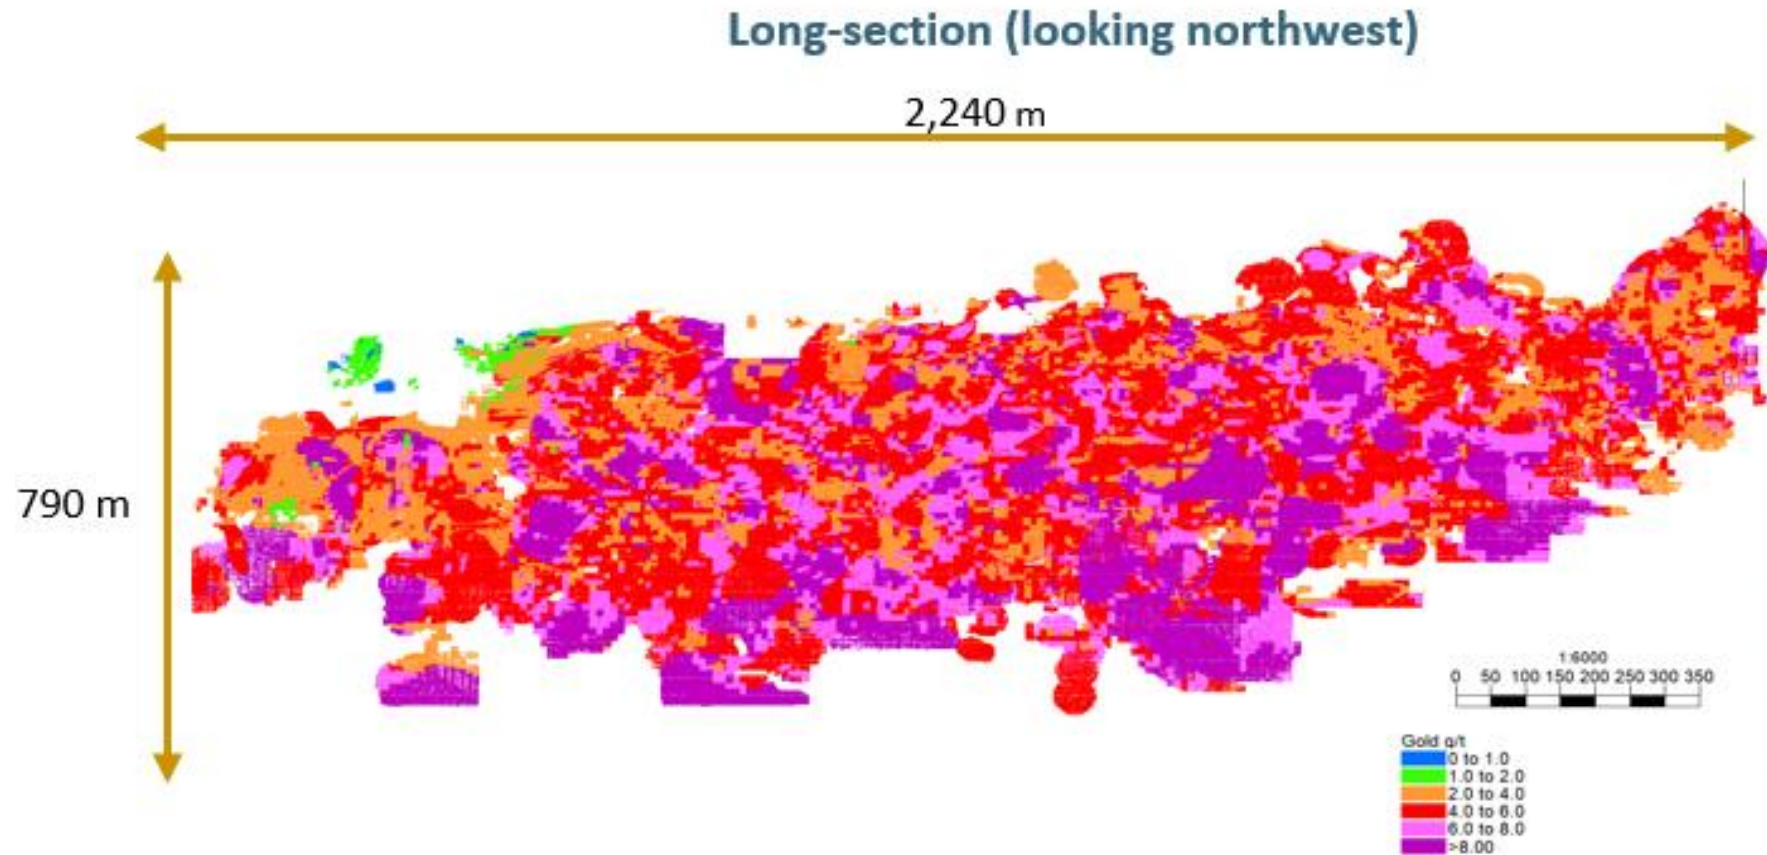 Long-section (looking northwest)
2,240 m
790 m
1:6000
0 50 100 150 200 250 300 350
Gold g/t
0 to 1.0
1.0 to 2.0
2.0 to 4.0
4.0 to 6.0
6.0 to 8.0
>8.00